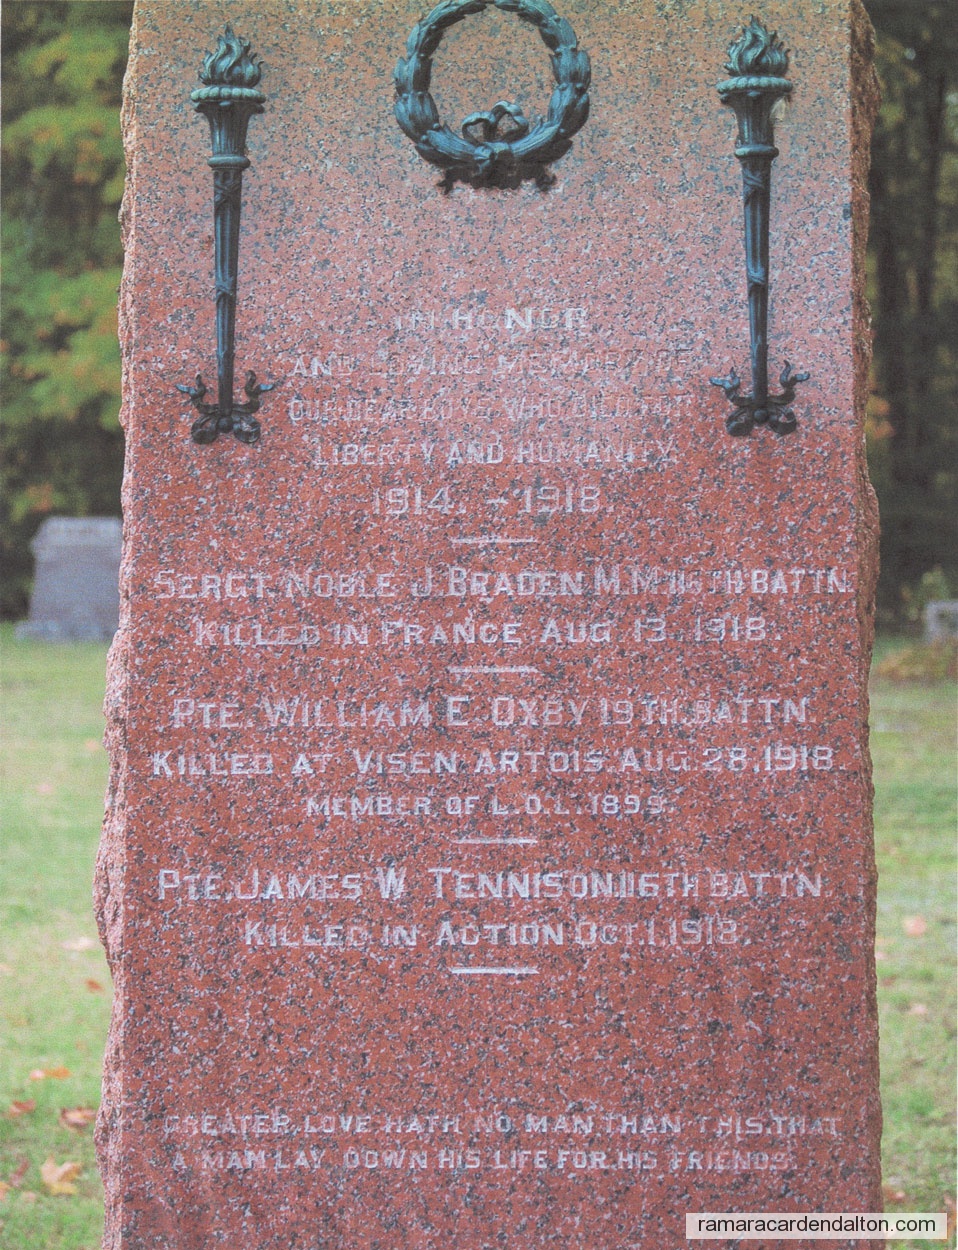 IN HONOR
AND LOVING MEMORY OF
OUR DEAR BOYS WHO DIED FOR
LIBERTY AND HUMANITY.
1914. – 1918.
SERGT. NOBLE J. BRADEN M.M. 116TH BATTN.
KILLED IN FRANCE AUG. 13. 1918.
PTE. WILLIAM E. OXBY 19TH. BATTN.
KILLED AT VISEN ARTOIS. AUG. 28. 1918.
MEMBER OF L.O.L. 1899.
PTE. JAMES W. TENNISON. 116TH BATTN.
KILLED IN ACTION OCT. 1. 1918.
GREATER LOVE HATH NO MAN THAN THIS. THAT
A MAN LAY DOWN HIS LIFE FOR HIS FRIENDS.
ramaracardendalton.com